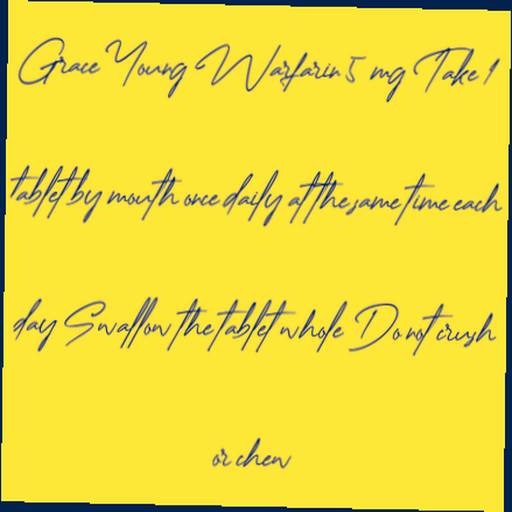 Grace Young Warfarin 5 mg Take 1
tablet by mouth once daily at the same time each
day Swallow the tablet whole Do not crush
or chew